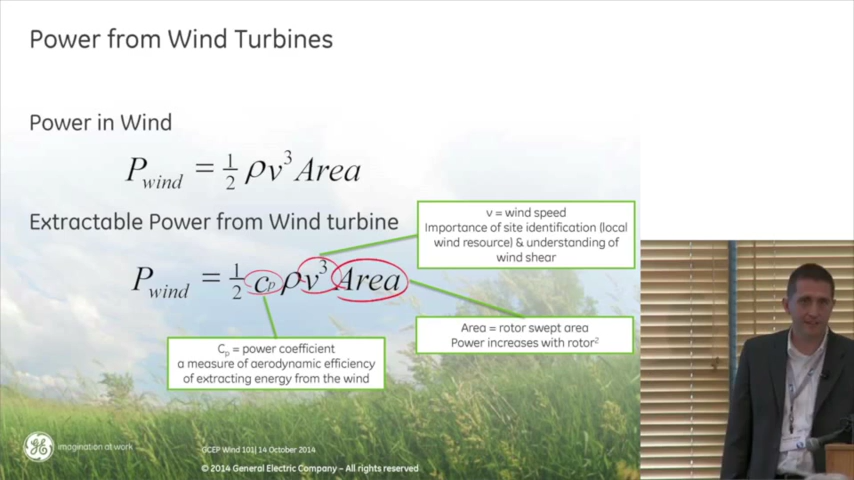 Power from Wind Turbines
Power in Wind
P_wind = 1/2 ρv³ Area
Extractable Power from Wind turbine
v = wind speed
Importance of site identification (local
wind resource) & understanding of
wind shear
P_wind = 1/2 c_p ρv³ Area
Area = rotor swept area
Power increases with rotor²
C_p = power coefficient
a measure of aerodynamic efficiency
of extracting energy from the wind
GE imagination at work
GCEP Wind 101| 14 October 2014
© 2014 General Electric Company – All rights reserved